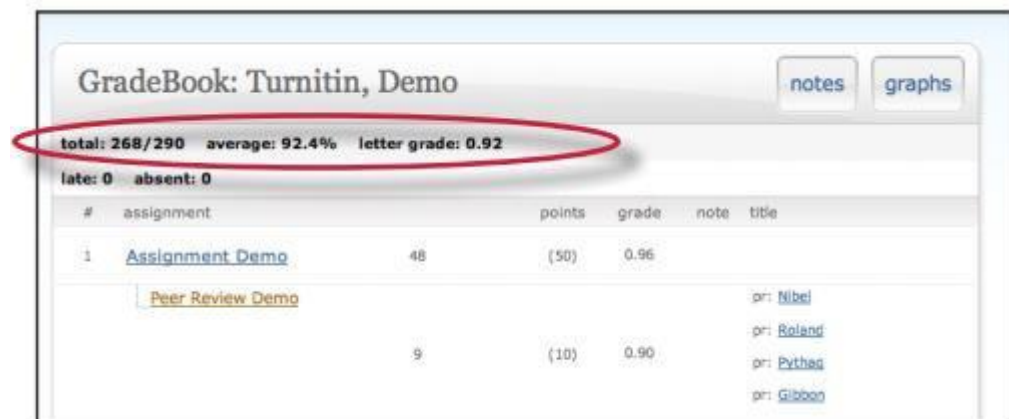 GradeBook: Turnitin, Demo
notes graphs
total: 268/290 average: 92.4% letter grade: 0.92
late: 0 absent: 0
# assignment points grade note title
1 Assignment Demo 48 (50) 0.96
Peer Review Demo
9 (10) 0.90
pr: Nibel
pr: Roland
pr: Pythag
pr: Gibbon